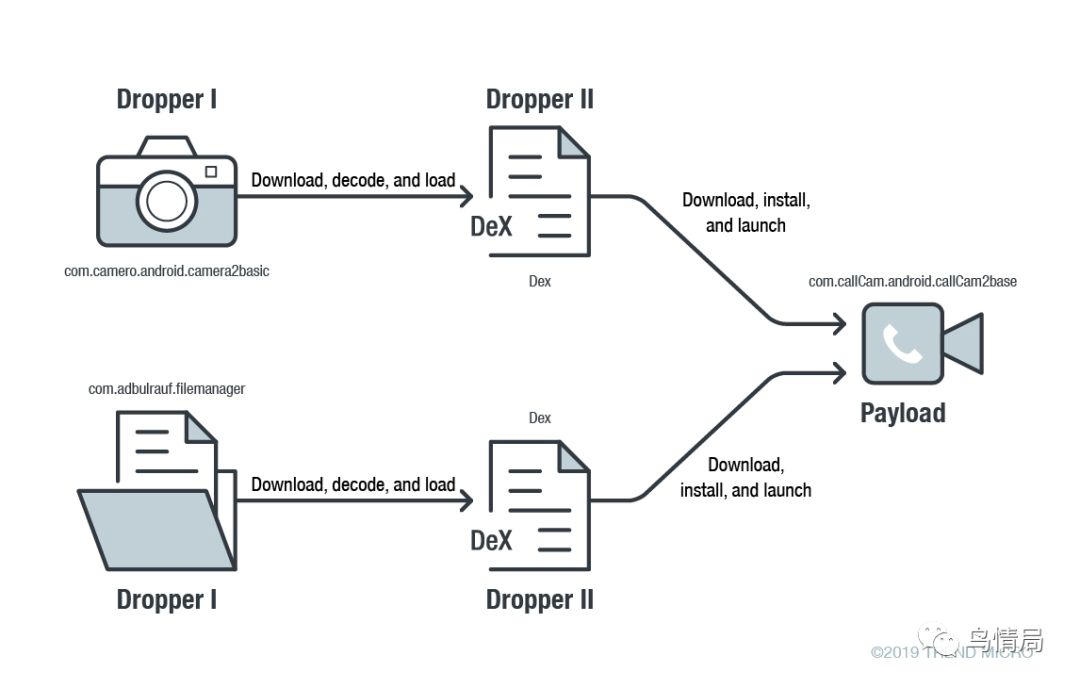 Dropper I
Dropper II
Download, decode, and load
DeX
Download, install,
and launch
com.camero.android.camera2basic
Dex
com.callCam.android.callCam2base
Payload
com.adbulrauf.filemanager
Dex
Download, decode, and load
DeX
Download,
install, and launch
Dropper I
Dropper II
鸟情局
©2019 TREND MICRO